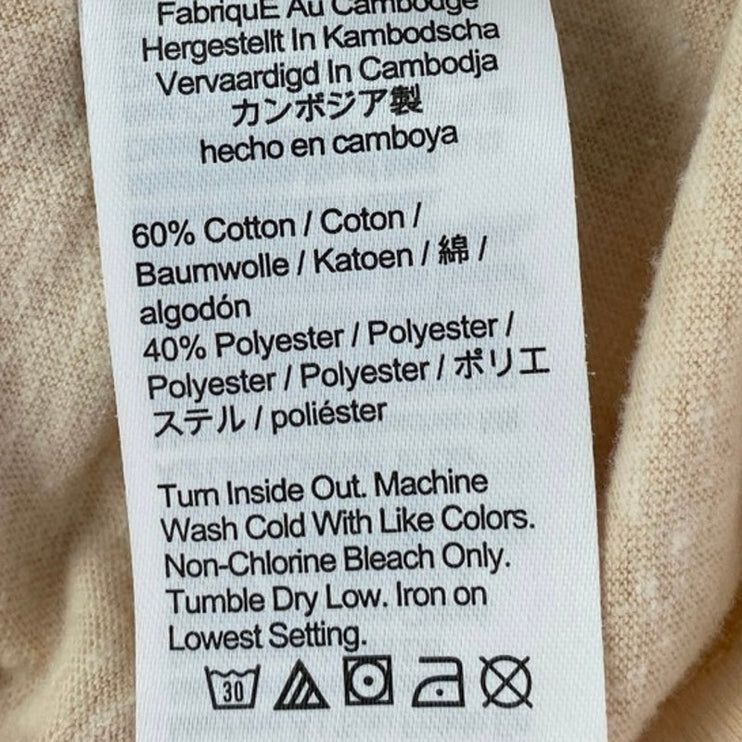 FabriquE Au Cambodge
Hergestellt In Kambodscha
Vervaardigd In Cambodja
カンボジア製
hecho en camboya
60% Cotton / Coton /
Baumwolle / Katoen / 綿 /
algodón
40% Polyester / Polyester /
Polyester / Polyester / ポリエ
ステル / poliéster
Turn Inside Out. Machine
Wash Cold With Like Colors.
Non-Chlorine Bleach Only.
Tumble Dry Low. Iron on
Lowest Setting.
30